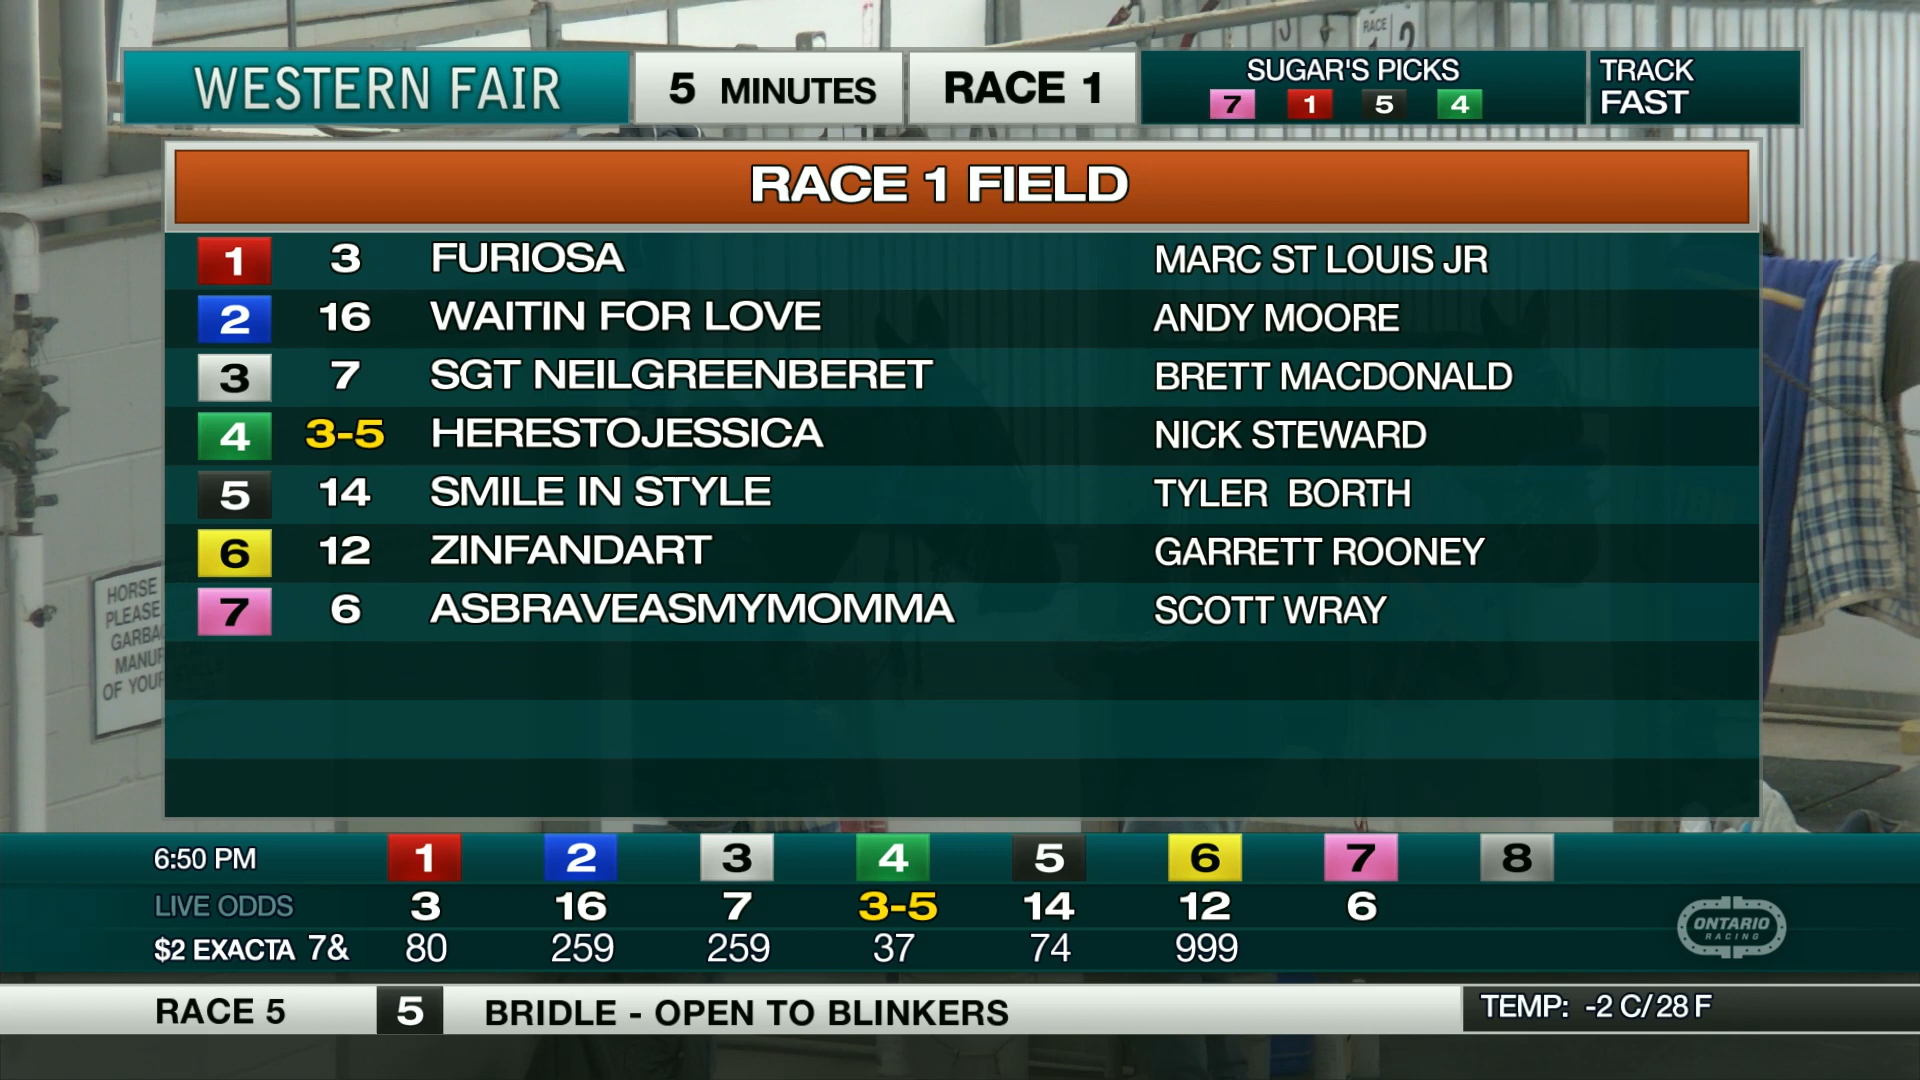 WESTERN FAIR 5 MINUTES RACE 1 SUGAR'S PICKS 7 1 5 4 TRACK FAST
RACE 1 FIELD
1 3 FURIOSA MARC ST LOUIS JR
2 16 WAITIN FOR LOVE ANDY MOORE
3 7 SGT NEILGREENBERET BRETT MACDONALD
4 3-5 HERESTOJESSICA NICK STEWARD
5 14 SMILE IN STYLE TYLER BORTH
6 12 ZINFANDART GARRETT ROONEY
7 6 ASBRAVEASMYMOMMA SCOTT WRAY
HORSE
PLEASE
OF YOUR
6:50 PM 1 2 3 4 5 6 7 8
LIVE ODDS 3 16 7 3-5 14 12 6
$2 EXACTA 7& 80 259 259 37 74 999
ONTARIO
RACING
RACE 5 5 BRIDLE - OPEN TO BLINKERS TEMP: -2 C/28 F
RACE
2